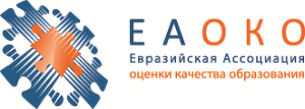 ЕАОКО
Евразийская Ассоциация
оценки качества образования